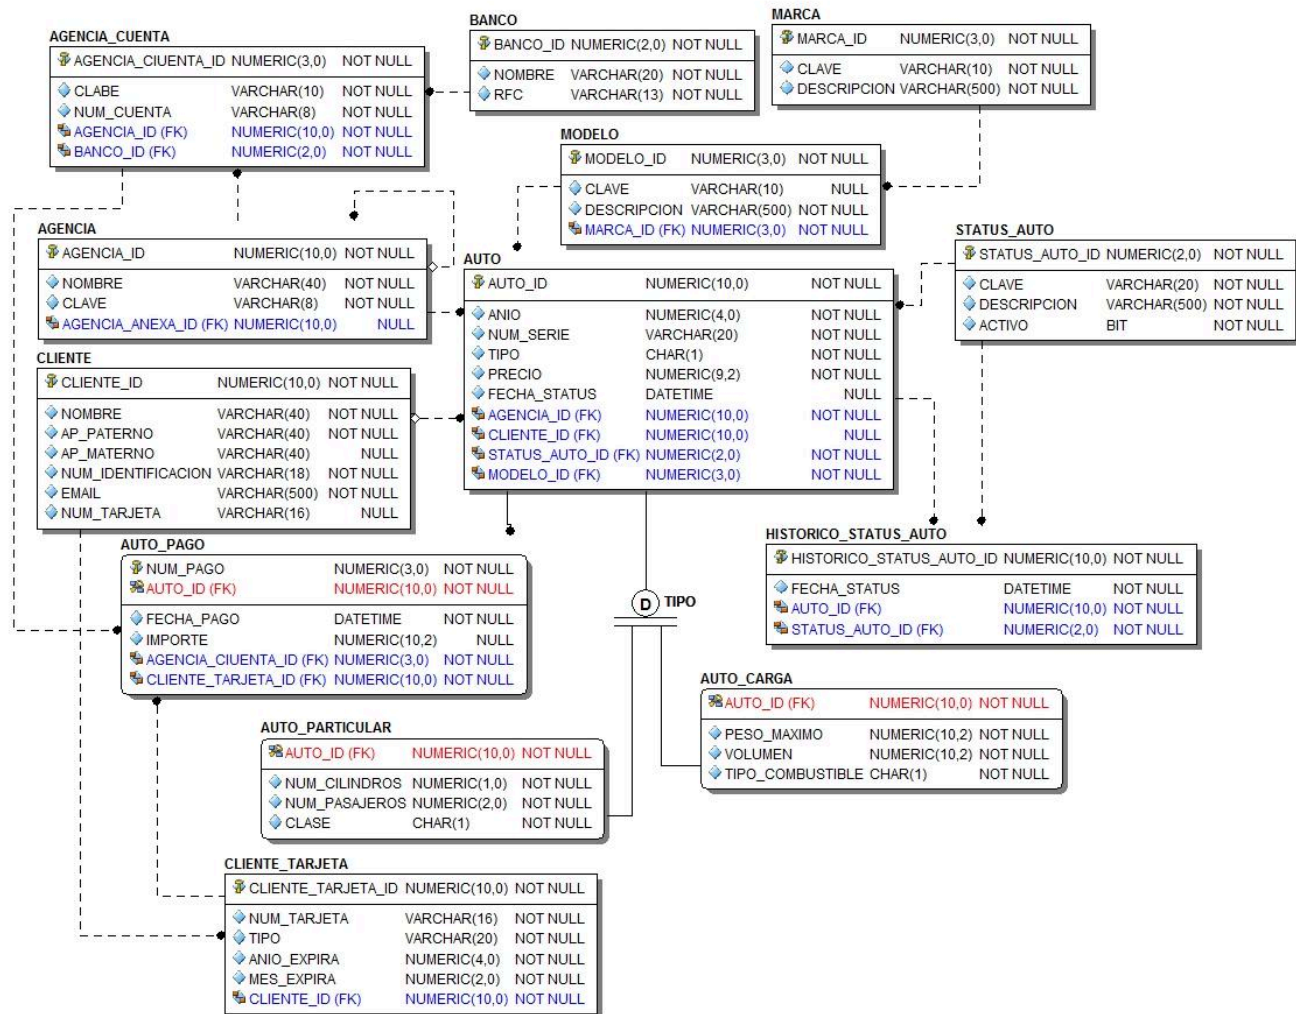 AGENCIA_CUENTA
AGENCIA_CIUENTA_ID NUMERIC(3,0) NOT NULL
CLABE VARCHAR(10) NOT NULL
NUM_CUENTA VARCHAR(8) NOT NULL
AGENCIA_ID (FK) NUMERIC(10,0) NOT NULL
BANCO_ID (FK) NUMERIC(2,0) NOT NULL
BANCO
BANCO_ID NUMERIC(2,0) NOT NULL
NOMBRE VARCHAR(20) NOT NULL
RFC VARCHAR(13) NOT NULL
MARCA
MARCA_ID NUMERIC(3,0) NOT NULL
CLAVE VARCHAR(10) NOT NULL
DESCRIPCION VARCHAR(500) NOT NULL
MODELO
MODELO_ID NUMERIC(3,0) NOT NULL
CLAVE VARCHAR(10) NULL
DESCRIPCION VARCHAR(500) NOT NULL
MARCA_ID (FK) NUMERIC(3,0) NOT NULL
AGENCIA
AGENCIA_ID NUMERIC(10,0) NOT NULL
NOMBRE VARCHAR(40) NOT NULL
CLAVE VARCHAR(8) NOT NULL
AGENCIA_ANEXA_ID (FK) NUMERIC(10,0) NULL
AUTO
AUTO_ID NUMERIC(10,0) NOT NULL
ANIO NUMERIC(4,0) NOT NULL
NUM_SERIE VARCHAR(20) NOT NULL
TIPO CHAR(1) NOT NULL
PRECIO NUMERIC(9,2) NOT NULL
FECHA_STATUS DATETIME NULL
AGENCIA_ID (FK) NUMERIC(10,0) NOT NULL
CLIENTE_ID (FK) NUMERIC(10,0) NULL
STATUS_AUTO_ID (FK) NUMERIC(2,0) NOT NULL
MODELO_ID (FK) NUMERIC(3,0) NOT NULL
STATUS_AUTO
STATUS_AUTO_ID NUMERIC(2,0) NOT NULL
CLAVE VARCHAR(20) NOT NULL
DESCRIPCION VARCHAR(500) NOT NULL
ACTIVO BIT NOT NULL
CLIENTE
CLIENTE_ID NUMERIC(10,0) NOT NULL
NOMBRE VARCHAR(40) NOT NULL
AP_PATERNO VARCHAR(40) NOT NULL
AP_MATERNO VARCHAR(40) NULL
NUM_IDENTIFICACION VARCHAR(18) NOT NULL
EMAIL VARCHAR(500) NOT NULL
NUM_TARJETA VARCHAR(16) NULL
AUTO_PAGO
NUM_PAGO NUMERIC(3,0) NOT NULL
AUTO_ID (FK) NUMERIC(10,0) NOT NULL
FECHA_PAGO DATETIME NOT NULL
IMPORTE NUMERIC(10,2) NULL
AGENCIA_CIUENTA_ID (FK) NUMERIC(3,0) NOT NULL
CLIENTE_TARJETA_ID (FK) NUMERIC(10,0) NOT NULL
HISTORICO_STATUS_AUTO
HISTORICO_STATUS_AUTO_ID NUMERIC(10,0) NOT NULL
FECHA_STATUS DATETIME NOT NULL
AUTO_ID (FK) NUMERIC(10,0) NOT NULL
STATUS_AUTO_ID (FK) NUMERIC(2,0) NOT NULL
D TIPO
AUTO_CARGA
AUTO_ID (FK) NUMERIC(10,0) NOT NULL
PESO_MAXIMO NUMERIC(10,2) NOT NULL
VOLUMEN NUMERIC(10,2) NOT NULL
TIPO_COMBUSTIBLE CHAR(1) NOT NULL
AUTO_PARTICULAR
AUTO_ID (FK) NUMERIC(10,0) NOT NULL
NUM_CILINDROS NUMERIC(1,0) NOT NULL
NUM_PASAJEROS NUMERIC(2,0) NOT NULL
CLASE CHAR(1) NOT NULL
CLIENTE_TARJETA
CLIENTE_TARJETA_ID NUMERIC(10,0) NOT NULL
NUM_TARJETA VARCHAR(16) NOT NULL
TIPO VARCHAR(20) NOT NULL
ANIO_EXPIRA NUMERIC(4,0) NOT NULL
MES_EXPIRA NUMERIC(2,0) NOT NULL
CLIENTE_ID (FK) NUMERIC(10,0) NOT NULL